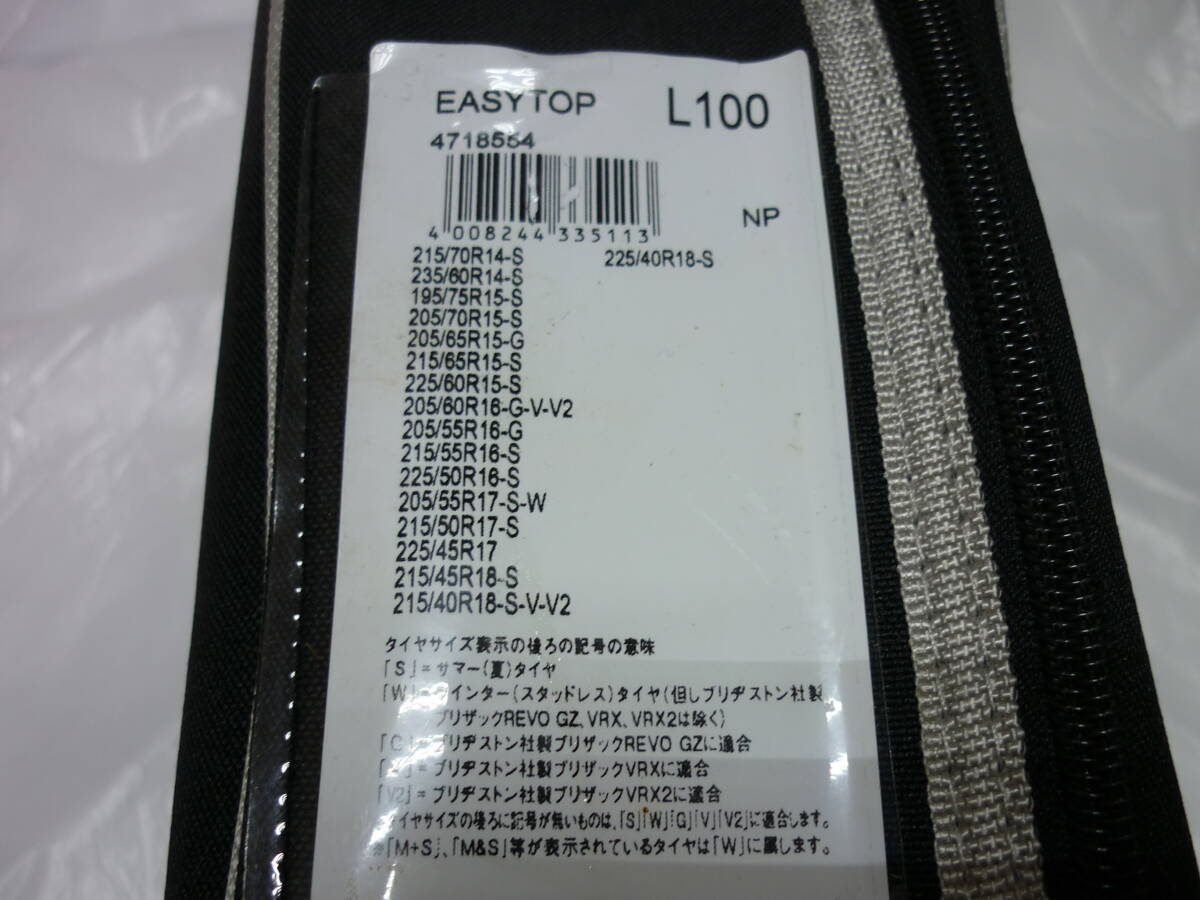 EASYTOP L100
4718554
4 008244 335113
NP
215/70R14-S 225/40R18-S
235/60R14-S
195/75R15-S
205/70R15-S
205/65R15-G
215/65R15-S
225/60R15-S
205/60R16-G-V-V2
205/55R16-G
215/55R16-S
225/50R16-S
205/55R17-S-W
215/50R17-S
225/45R17
215/45R18-S
215/40R18-S-V-V2
タイヤサイズ表示の後ろの記号の意味
「S」= サマー(夏)タイヤ
「W」= ウインター(スタッドレス)タイヤ(但しブリヂストン社製
ブリザックREVO GZ、VRX、VRX2は除く)
「G」= ブリヂストン社製ブリザックREVO GZに適合
「V」= ブリヂストン社製ブリザックVRXに適合
「V2」= ブリヂストン社製ブリザックVRX2に適合
タイヤサイズの後ろに記号が無いものは、「S」「W」「G」「V」「V2」に適合します。
※「M+S」、「M&S」等が表示されているタイヤは「W」に属します。